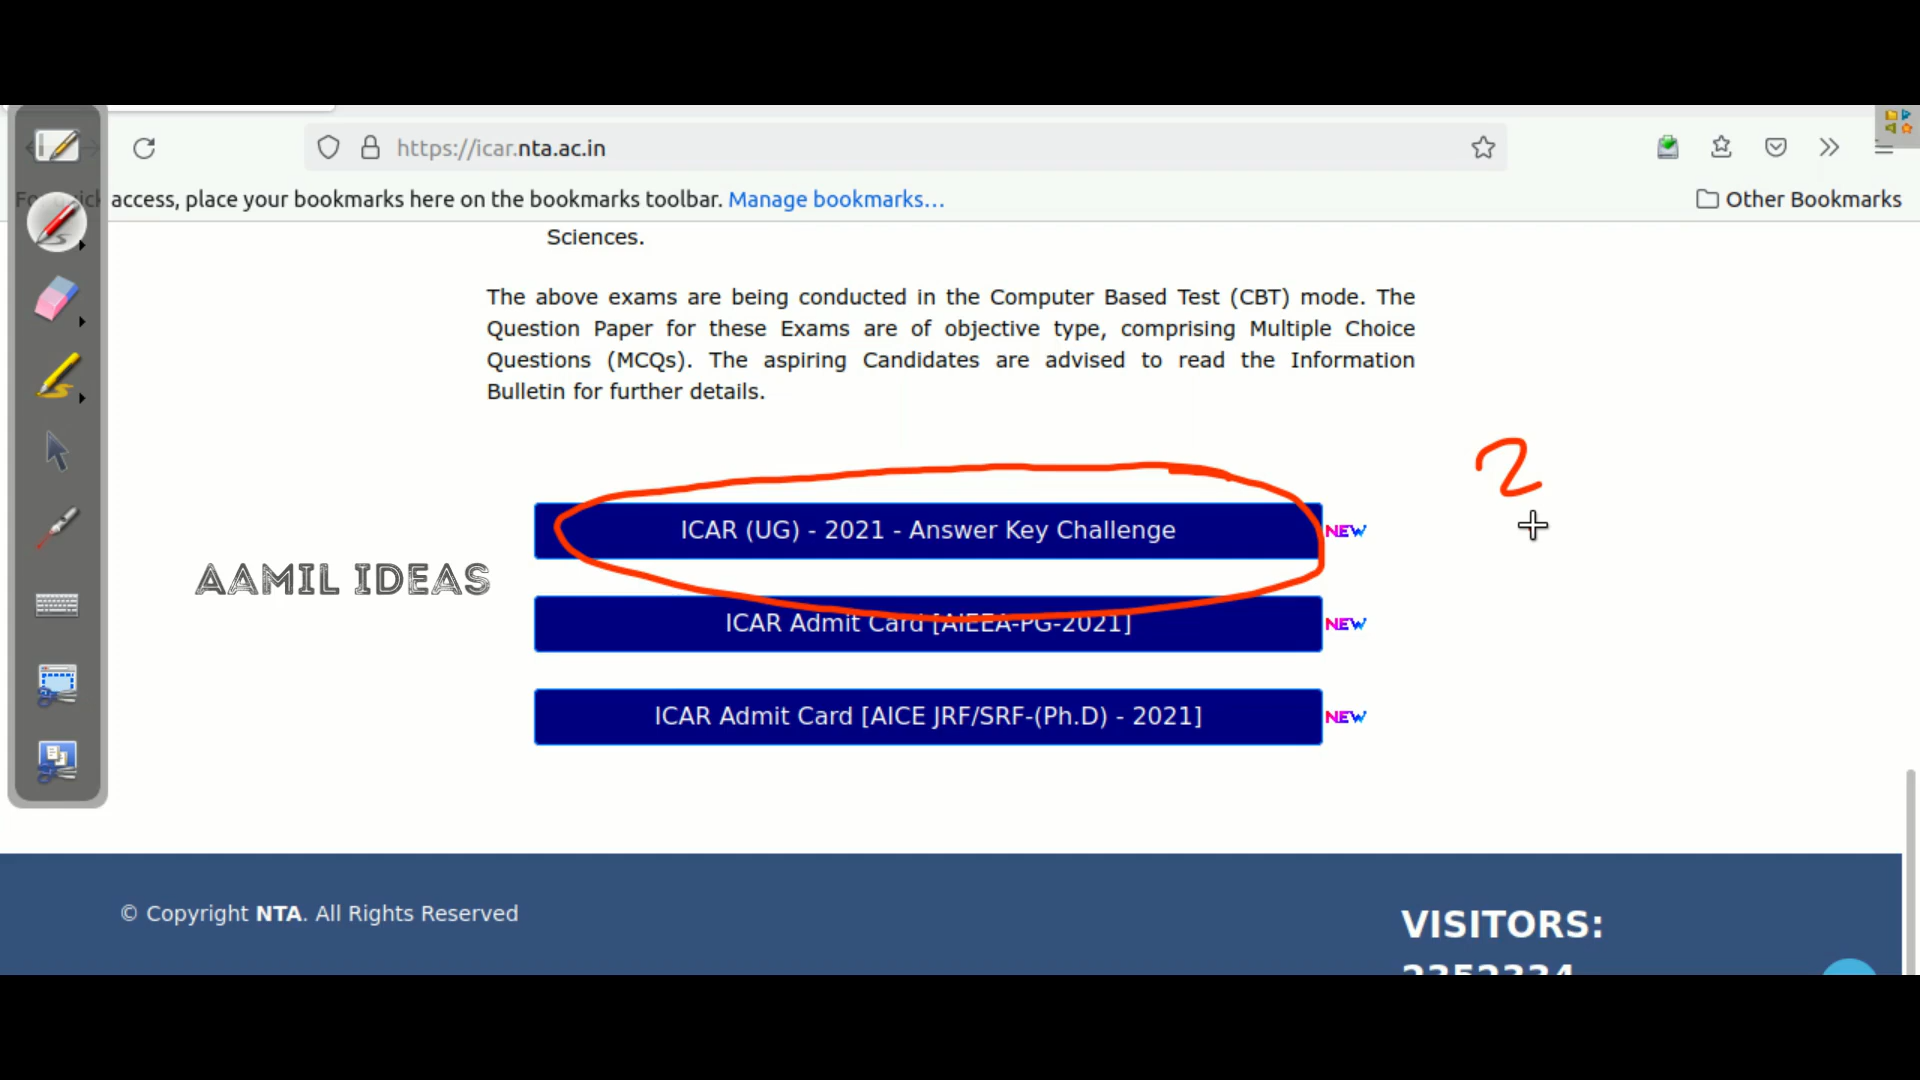 https://icar.nta.ac.in
access, place your bookmarks here on the bookmarks toolbar. Manage bookmarks...
Other Bookmarks
Sciences.
The above exams are being conducted in the Computer Based Test (CBT) mode. The
Question Paper for these Exams are of objective type, comprising Multiple Choice
Questions (MCQs). The aspiring Candidates are advised to read the Information
Bulletin for further details.
2
ICAR (UG) - 2021 - Answer Key Challenge NEW
AAMIL IDEAS
ICAR Admit Card [AIEEA-PG-2021] NEW
ICAR Admit Card [AICE JRF/SRF-(Ph.D) - 2021] NEW
© Copyright NTA. All Rights Reserved
VISITORS:
2352334